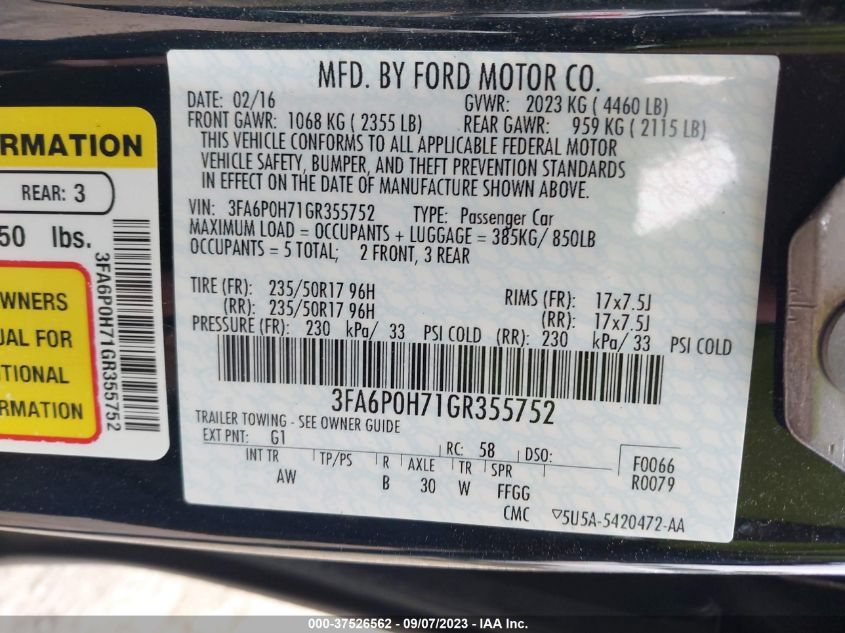 RMATION
REAR: 3
50 lbs.
WNERS
UAL FOR
TIONAL
RMATION
3FA6P0H71GR355752
MFD. BY FORD MOTOR CO.
DATE: 02/16 GVWR: 2023 KG ( 4460 LB)
FRONT GAWR: 1068 KG ( 2355 LB) REAR GAWR: 959 KG ( 2115 LB)
THIS VEHICLE CONFORMS TO ALL APPLICABLE FEDERAL MOTOR
VEHICLE SAFETY, BUMPER, AND THEFT PREVENTION STANDARDS
IN EFFECT ON THE DATE OF MANUFACTURE SHOWN ABOVE.
VIN: 3FA6P0H71GR355752 TYPE: Passenger Car
MAXIMUM LOAD = OCCUPANTS + LUGGAGE = 385KG/ 850LB
OCCUPANTS = 5 TOTAL; 2 FRONT, 3 REAR
TIRE (FR): 235/50R17 96H RIMS (FR): 17x7.5J
(RR): 235/50R17 96H (RR): 17x7.5J
PRESSURE (FR): 230 kPa/ 33 PSI COLD (RR): 230 kPa/ 33 PSI COLD
3FA6P0H71GR355752
TRAILER TOWING - SEE OWNER GUIDE
EXT PNT: G1 RC: 58 DSO: F0066
INT TR TP/PS R AXLE TR SPR R0079
AW B 30 W FFGG
CMC ▽5U5A-5420472-AA
000-37526562 - 09/07/2023 - IAA Inc.